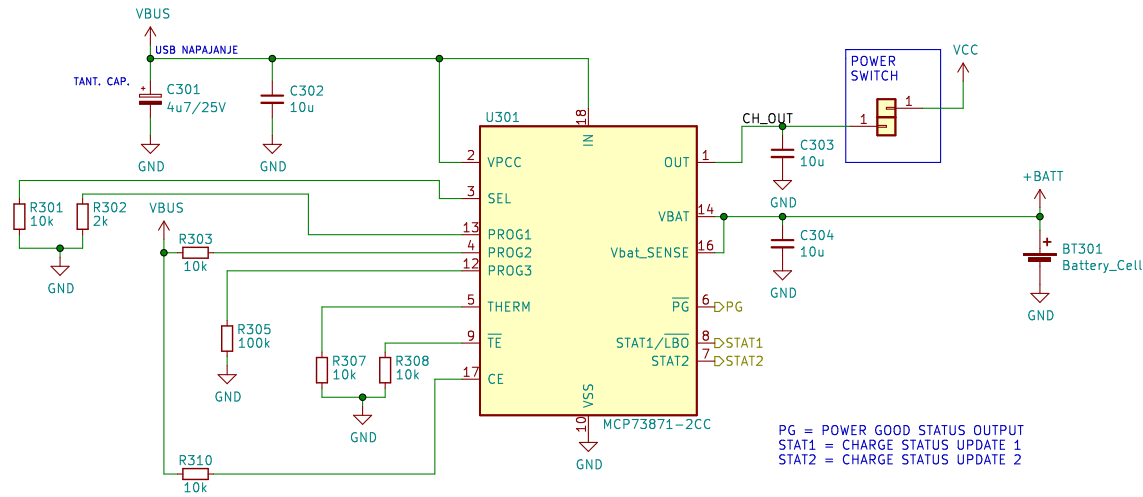 VBUS
USB NAPAJANJE
TANT. CAP.
+
C301
4u7/25V
GND
C302
10u
GND
U301
18
IN
2
VPCC
3
SEL
13
PROG1
4
PROG2
12
PROG3
5
THERM
9
TE
17
CE
OUT
1
VBAT
14
Vbat_SENSE
16
PG
6
PG
STAT1/LBO
8
STAT1
STAT2
7
STAT2
VSS
10
MCP73871-2CC
GND
R301
10k
R302
2k
GND
VBUS
R303
10k
R305
100k
GND
R307
10k
R308
10k
GND
R310
10k
CH_OUT
C303
10u
GND
POWER
SWITCH
1
1
VCC
C304
10u
GND
+BATT
+
BT301
Battery_Cell
GND
PG = POWER GOOD STATUS OUTPUT
STAT1 = CHARGE STATUS UPDATE 1
STAT2 = CHARGE STATUS UPDATE 2